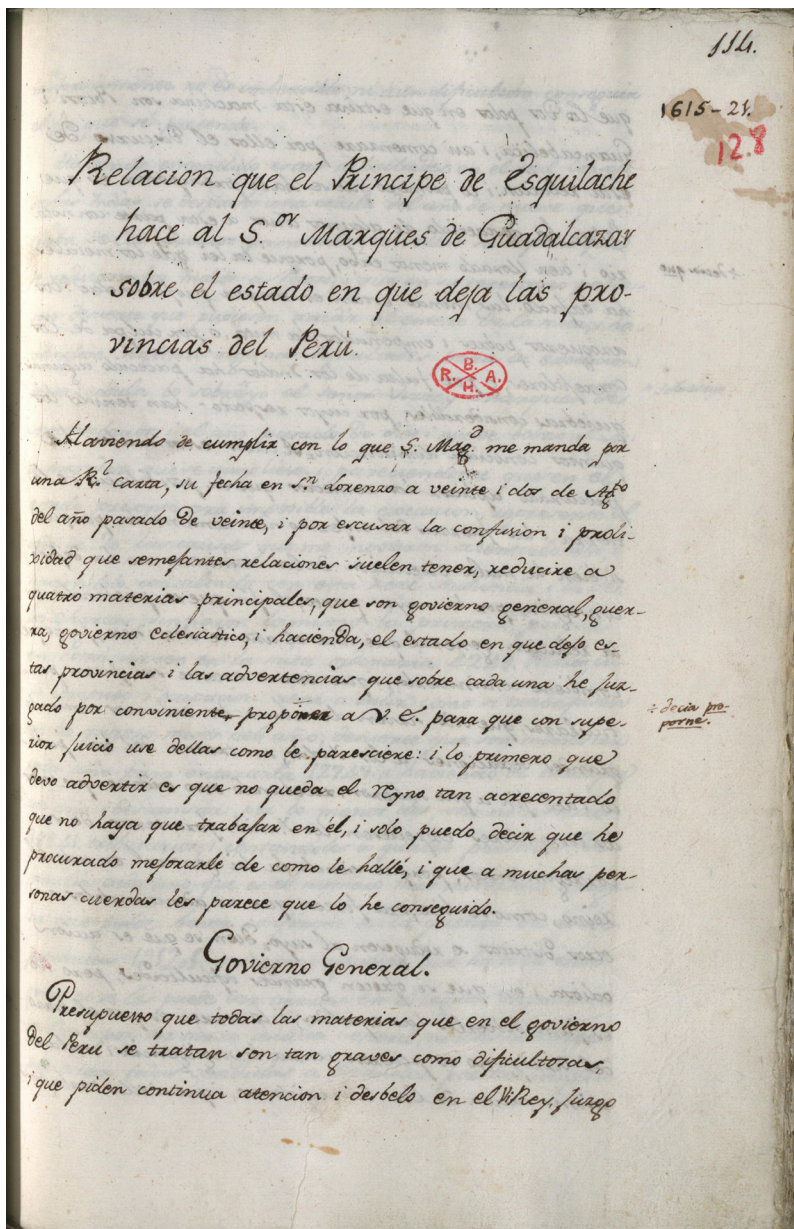 114.
1615-21.
12.8
Relacion que el Principe de Esquilache
hace al S.or Marques de Guadalcazar
sobre el estado en que deja las pro-
vincias del Perù.
B.
R. A.
H.
Haviendo de cumplir con lo que S. Mag.d me manda por
una R.l carta, su fecha en S.n Lorenzo a veinte i dos de Ag.to
del año pasado de veinte, i por escusar la confusion i proli-
xidad que semejantes relaciones suelen tener, reducire a
quatro materias principales, que son govierno general, guer-
ra, govierno eclesiastico, i hacienda, el estado en que dejo es-
tas provincias i las advertencias que sobre cada una he juz-
gado por conviniente, proponer a V. E. para que con supe-
÷ decia pro-
porne.
rior juicio use dellas como le paresciere: i lo primero que
devo advertir es que no queda el reyno tan acrecentado
que no haya que trabajar en él, i solo puedo decir que he
procurado mejorarle de como le hallé, i que a muchas per-
sonas cuerdas les parece que lo he conseguido.
Govierno General.
Presupuesto que todas las materias que en el govierno
del Perù se tratan son tan graves como dificultosas,
i que piden continua atencion i desbelo en el ViRey, juzgo